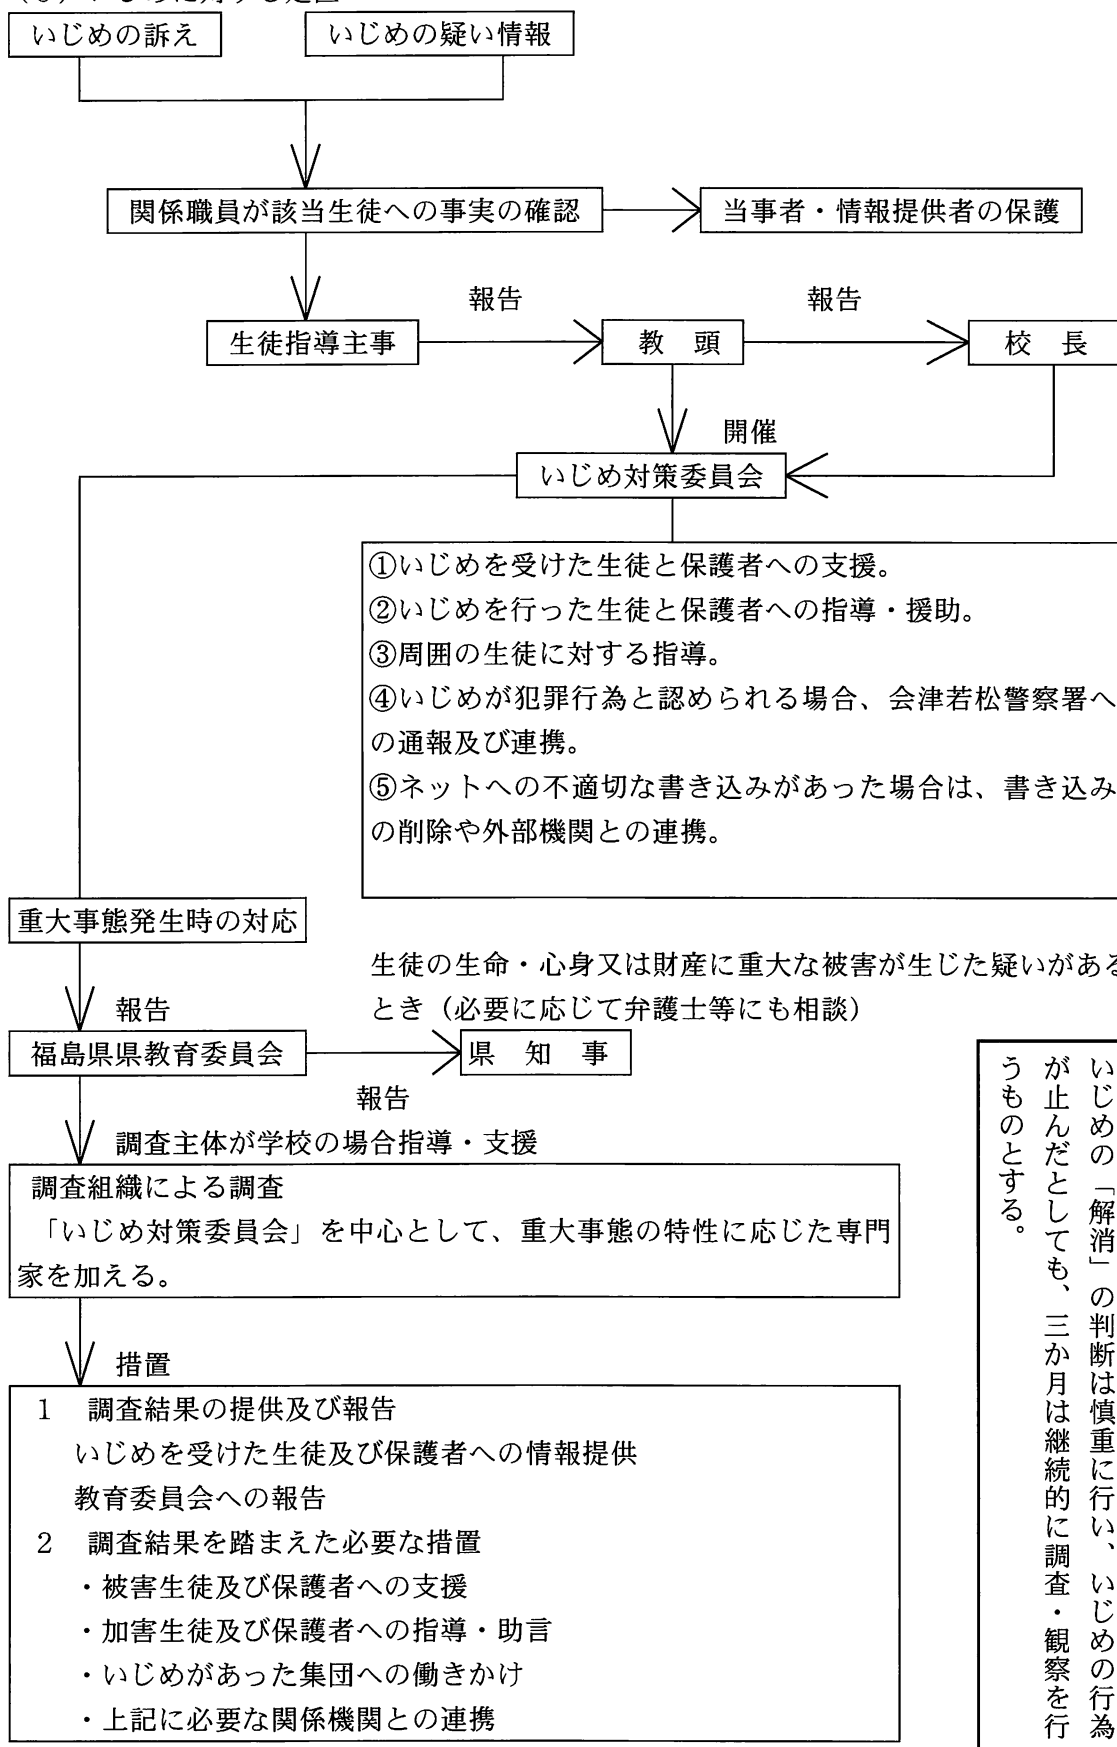 いじめの訴え
いじめの疑い情報
関係職員が該当生徒への事実の確認
当事者・情報提供者の保護
報告
報告
生徒指導主事
教　頭
校　長
開催
いじめ対策委員会
①いじめを受けた生徒と保護者への支援。
②いじめを行った生徒と保護者への指導・援助。
③周囲の生徒に対する指導。
④いじめが犯罪行為と認められる場合、会津若松警察署へ
の通報及び連携。
⑤ネットへの不適切な書き込みがあった場合は、書き込み
の削除や外部機関との連携。
重大事態発生時の対応
生徒の生命・心身又は財産に重大な被害が生じた疑いがある
とき（必要に応じて弁護士等にも相談）
報告
福島県県教育委員会
県　知　事
報告
調査主体が学校の場合指導・支援
調査組織による調査
「いじめ対策委員会」を中心として、重大事態の特性に応じた専門
家を加える。
措置
1　調査結果の提供及び報告
いじめを受けた生徒及び保護者への情報提供
教育委員会への報告
2　調査結果を踏まえた必要な措置
・被害生徒及び保護者への支援
・加害生徒及び保護者への指導・助言
・いじめがあった集団への働きかけ
・上記に必要な関係機関との連携
いじめの「解消」の判断は慎重に行い、いじめの行為
が止んだとしても、三か月は継続的に調査・観察を行
うものとする。